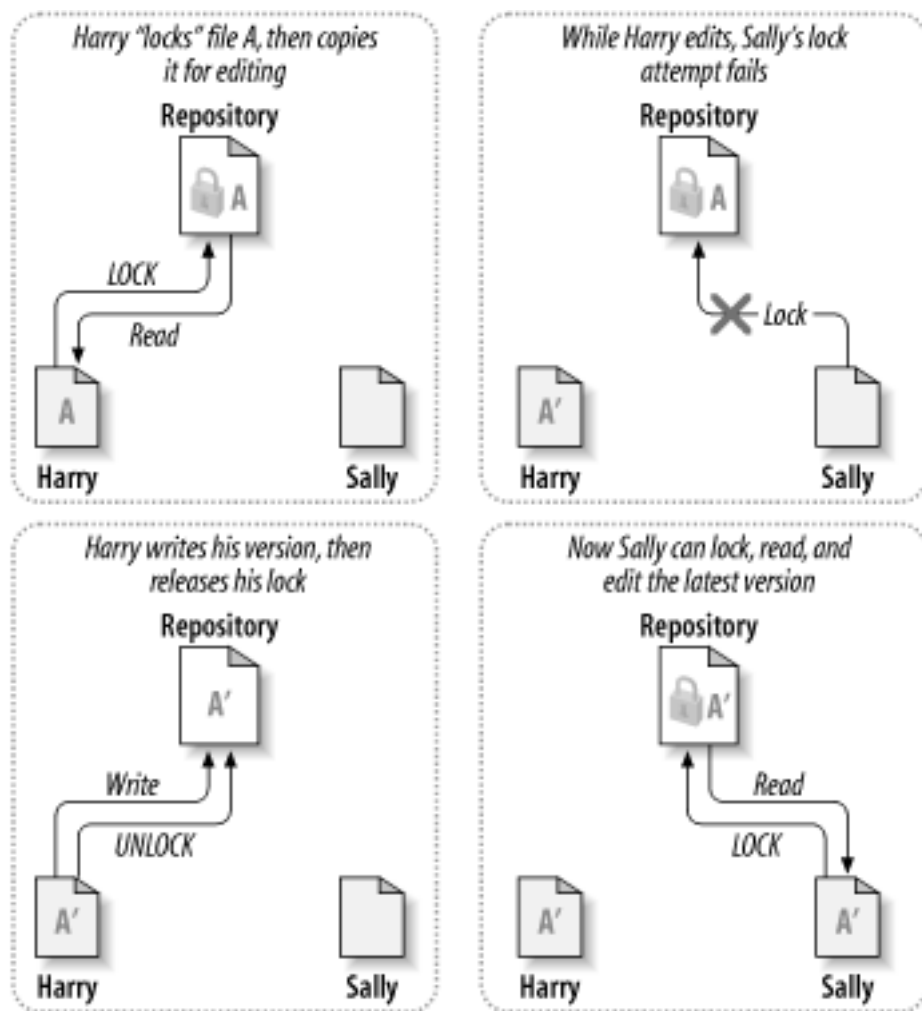 Harry “locks” file A, then copies
it for editing
Repository
A
LOCK
Read
A
Harry
Sally
While Harry edits, Sally’s lock
attempt fails
Repository
A
Lock
A′
Harry
Sally
Harry writes his version, then
releases his lock
Repository
A′
Write
UNLOCK
A′
Harry
Sally
Now Sally can lock, read, and
edit the latest version
Repository
A′
Read
LOCK
A′
Harry
A′
Sally